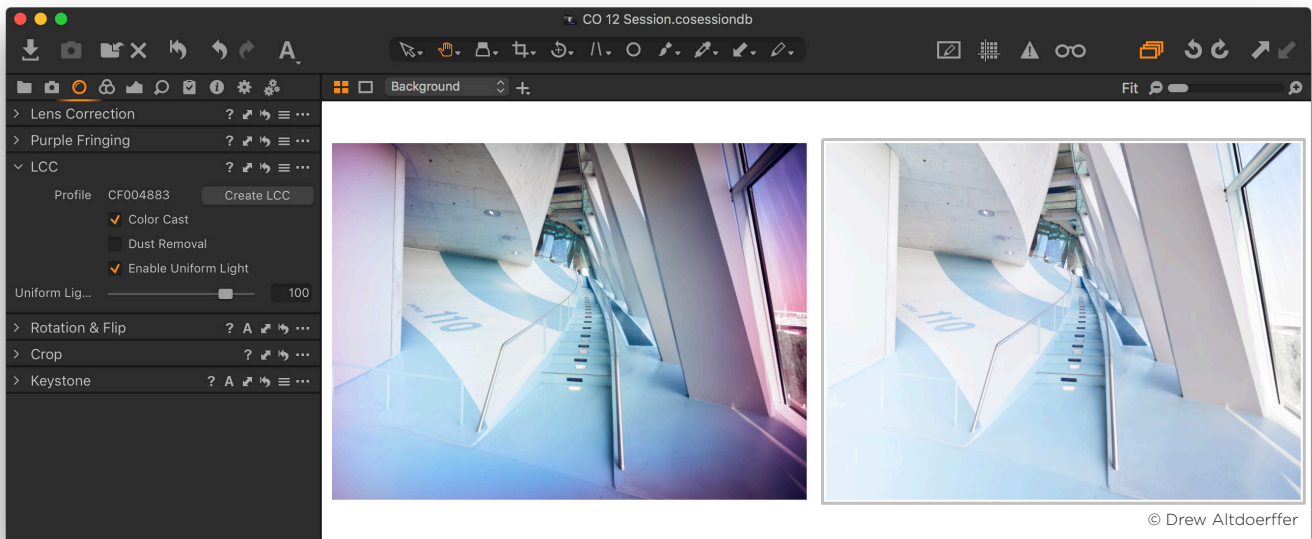 CO 12 Session.cosessiondb
A
Background
Fit
Lens Correction ?
Purple Fringing ?
LCC ?
Profile CF004883 Create LCC
Color Cast
Dust Removal
Enable Uniform Light
Uniform Lig... 100
Rotation & Flip ? A
Crop ?
Keystone ? A
110
110
© Drew Altdoerffer